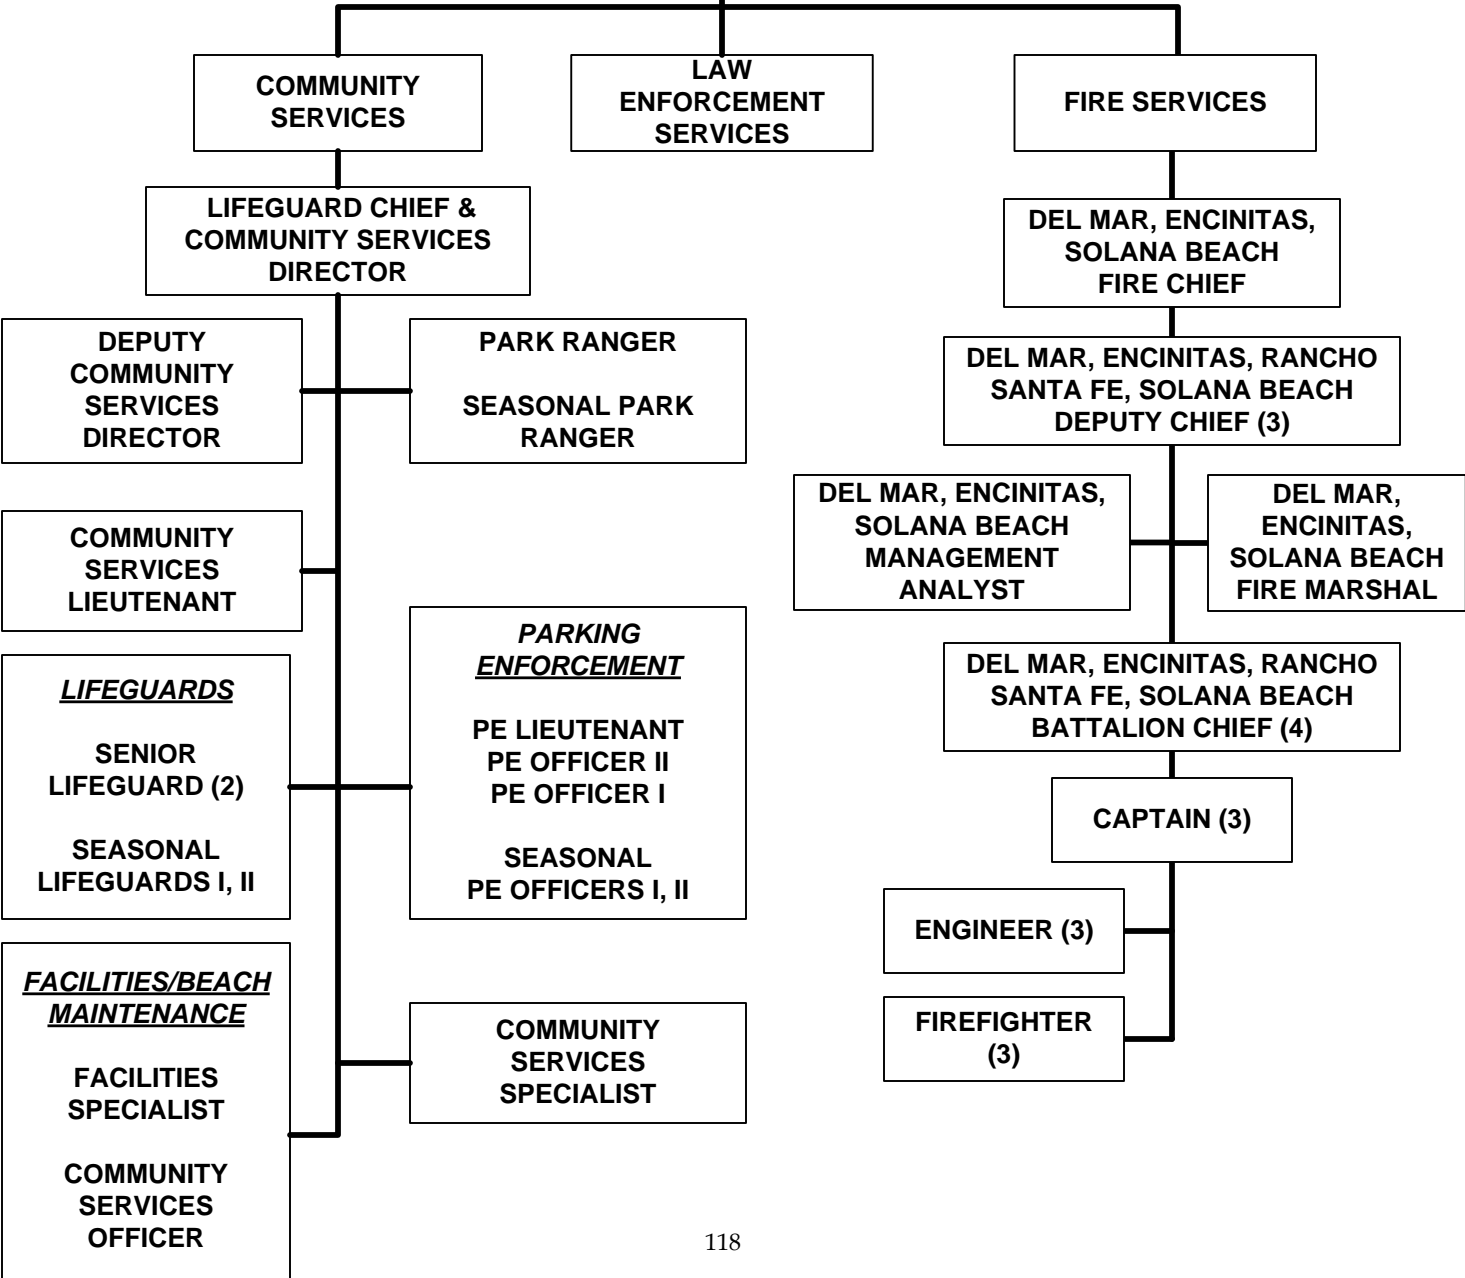 COMMUNITY
SERVICES
LAW
ENFORCEMENT
SERVICES
FIRE SERVICES
LIFEGUARD CHIEF &
COMMUNITY SERVICES
DIRECTOR
DEPUTY
COMMUNITY
SERVICES
DIRECTOR
PARK RANGER
SEASONAL PARK
RANGER
COMMUNITY
SERVICES
LIEUTENANT
LIFEGUARDS
SENIOR
LIFEGUARD (2)
SEASONAL
LIFEGUARDS I, II
PARKING
ENFORCEMENT
PE LIEUTENANT
PE OFFICER II
PE OFFICER I
SEASONAL
PE OFFICERS I, II
FACILITIES/BEACH
MAINTENANCE
FACILITIES
SPECIALIST
COMMUNITY
SERVICES
OFFICER
COMMUNITY
SERVICES
SPECIALIST
DEL MAR, ENCINITAS,
SOLANA BEACH
FIRE CHIEF
DEL MAR, ENCINITAS, RANCHO
SANTA FE, SOLANA BEACH
DEPUTY CHIEF (3)
DEL MAR, ENCINITAS,
SOLANA BEACH
MANAGEMENT
ANALYST
DEL MAR,
ENCINITAS,
SOLANA BEACH
FIRE MARSHAL
DEL MAR, ENCINITAS, RANCHO
SANTA FE, SOLANA BEACH
BATTALION CHIEF (4)
CAPTAIN (3)
ENGINEER (3)
FIREFIGHTER
(3)
118